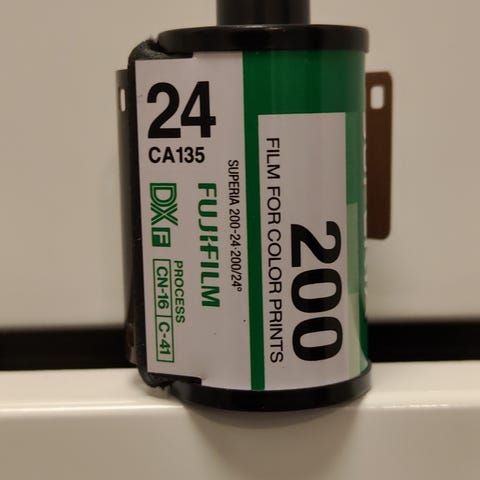 24
CA135
DX F
PROCESS
CN-16 C-41
FUJIFILM
SUPERIA 200-24-200/24°
FILM FOR COLOR PRINTS
200